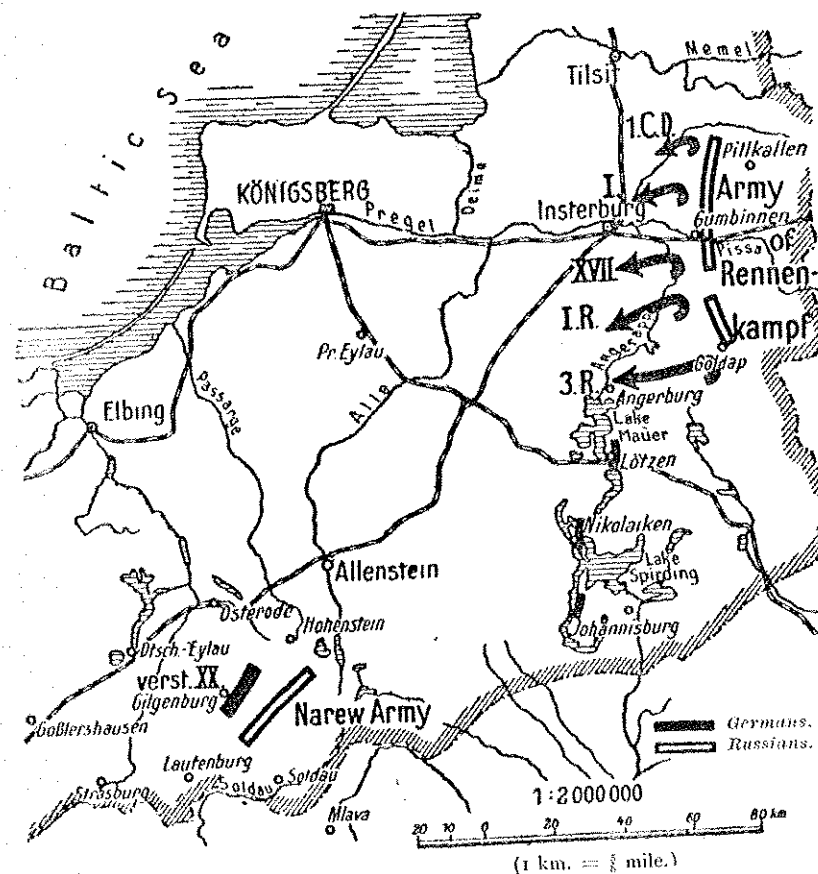 Baltic Sea
Nemel
Tilsit
1.C.D.
Pillkallen
KÖNIGSBERG
Pregel
Deime
I.
Army
Insterburg
Gumbinnen
Pissa
of
XVII.
Rennen-
I.R.
kampf
Pr.Eylau
Angerapp
Goldap
3.R.
Angerburg
Passarge
Alle
Lake
Mauer
Elbing
Lötzen
Nikolaiken
Allenstein
Lake
Spirding
Osterode
Hohenstein
Johannisburg
Dtsch.-Eylau
verst.XX.
Gilgenburg
Narew Army
Goßlershausen
Germans.
Russians.
Lautenburg
Soldau
Soldau
Strasburg
Mlava
1:2000000
20 10 0 20 40 60 80 km
(1 km. = ⅝ mile.)